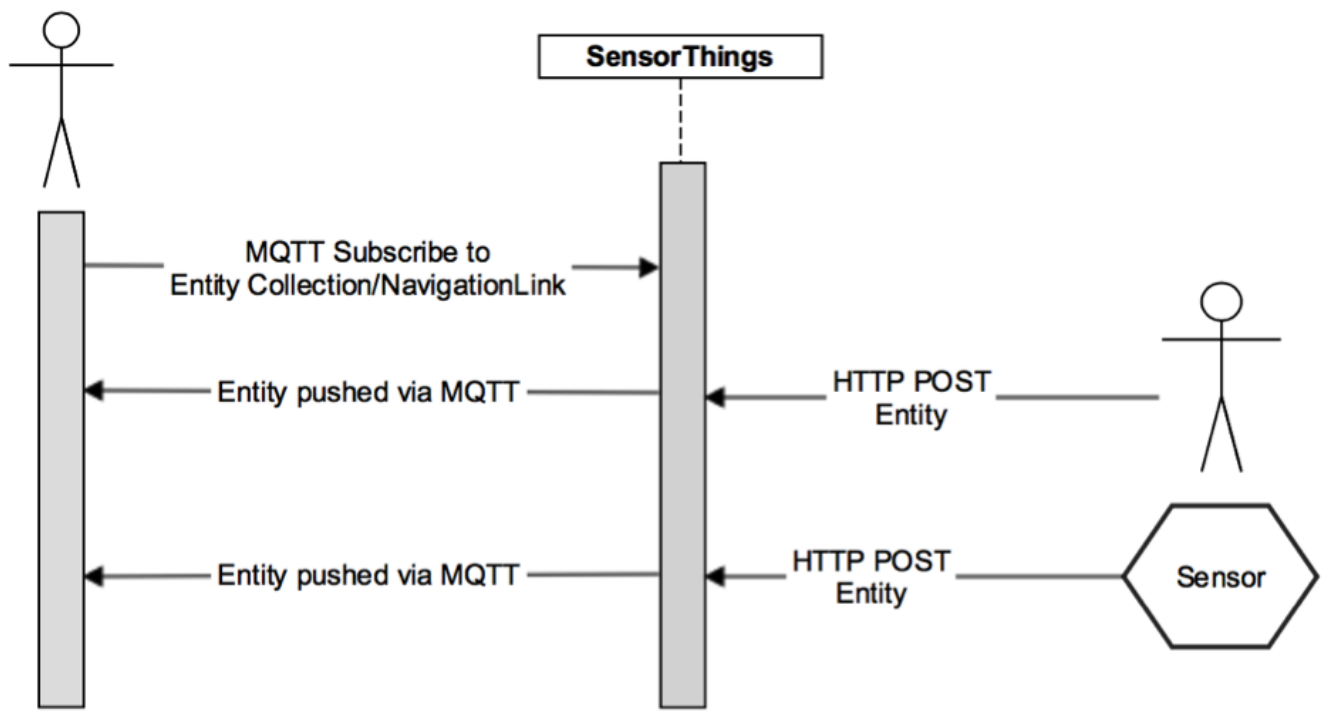 SensorThings
MQTT Subscribe to
Entity Collection/NavigationLink
Entity pushed via MQTT
HTTP POST
Entity
Entity pushed via MQTT
HTTP POST
Entity
Sensor